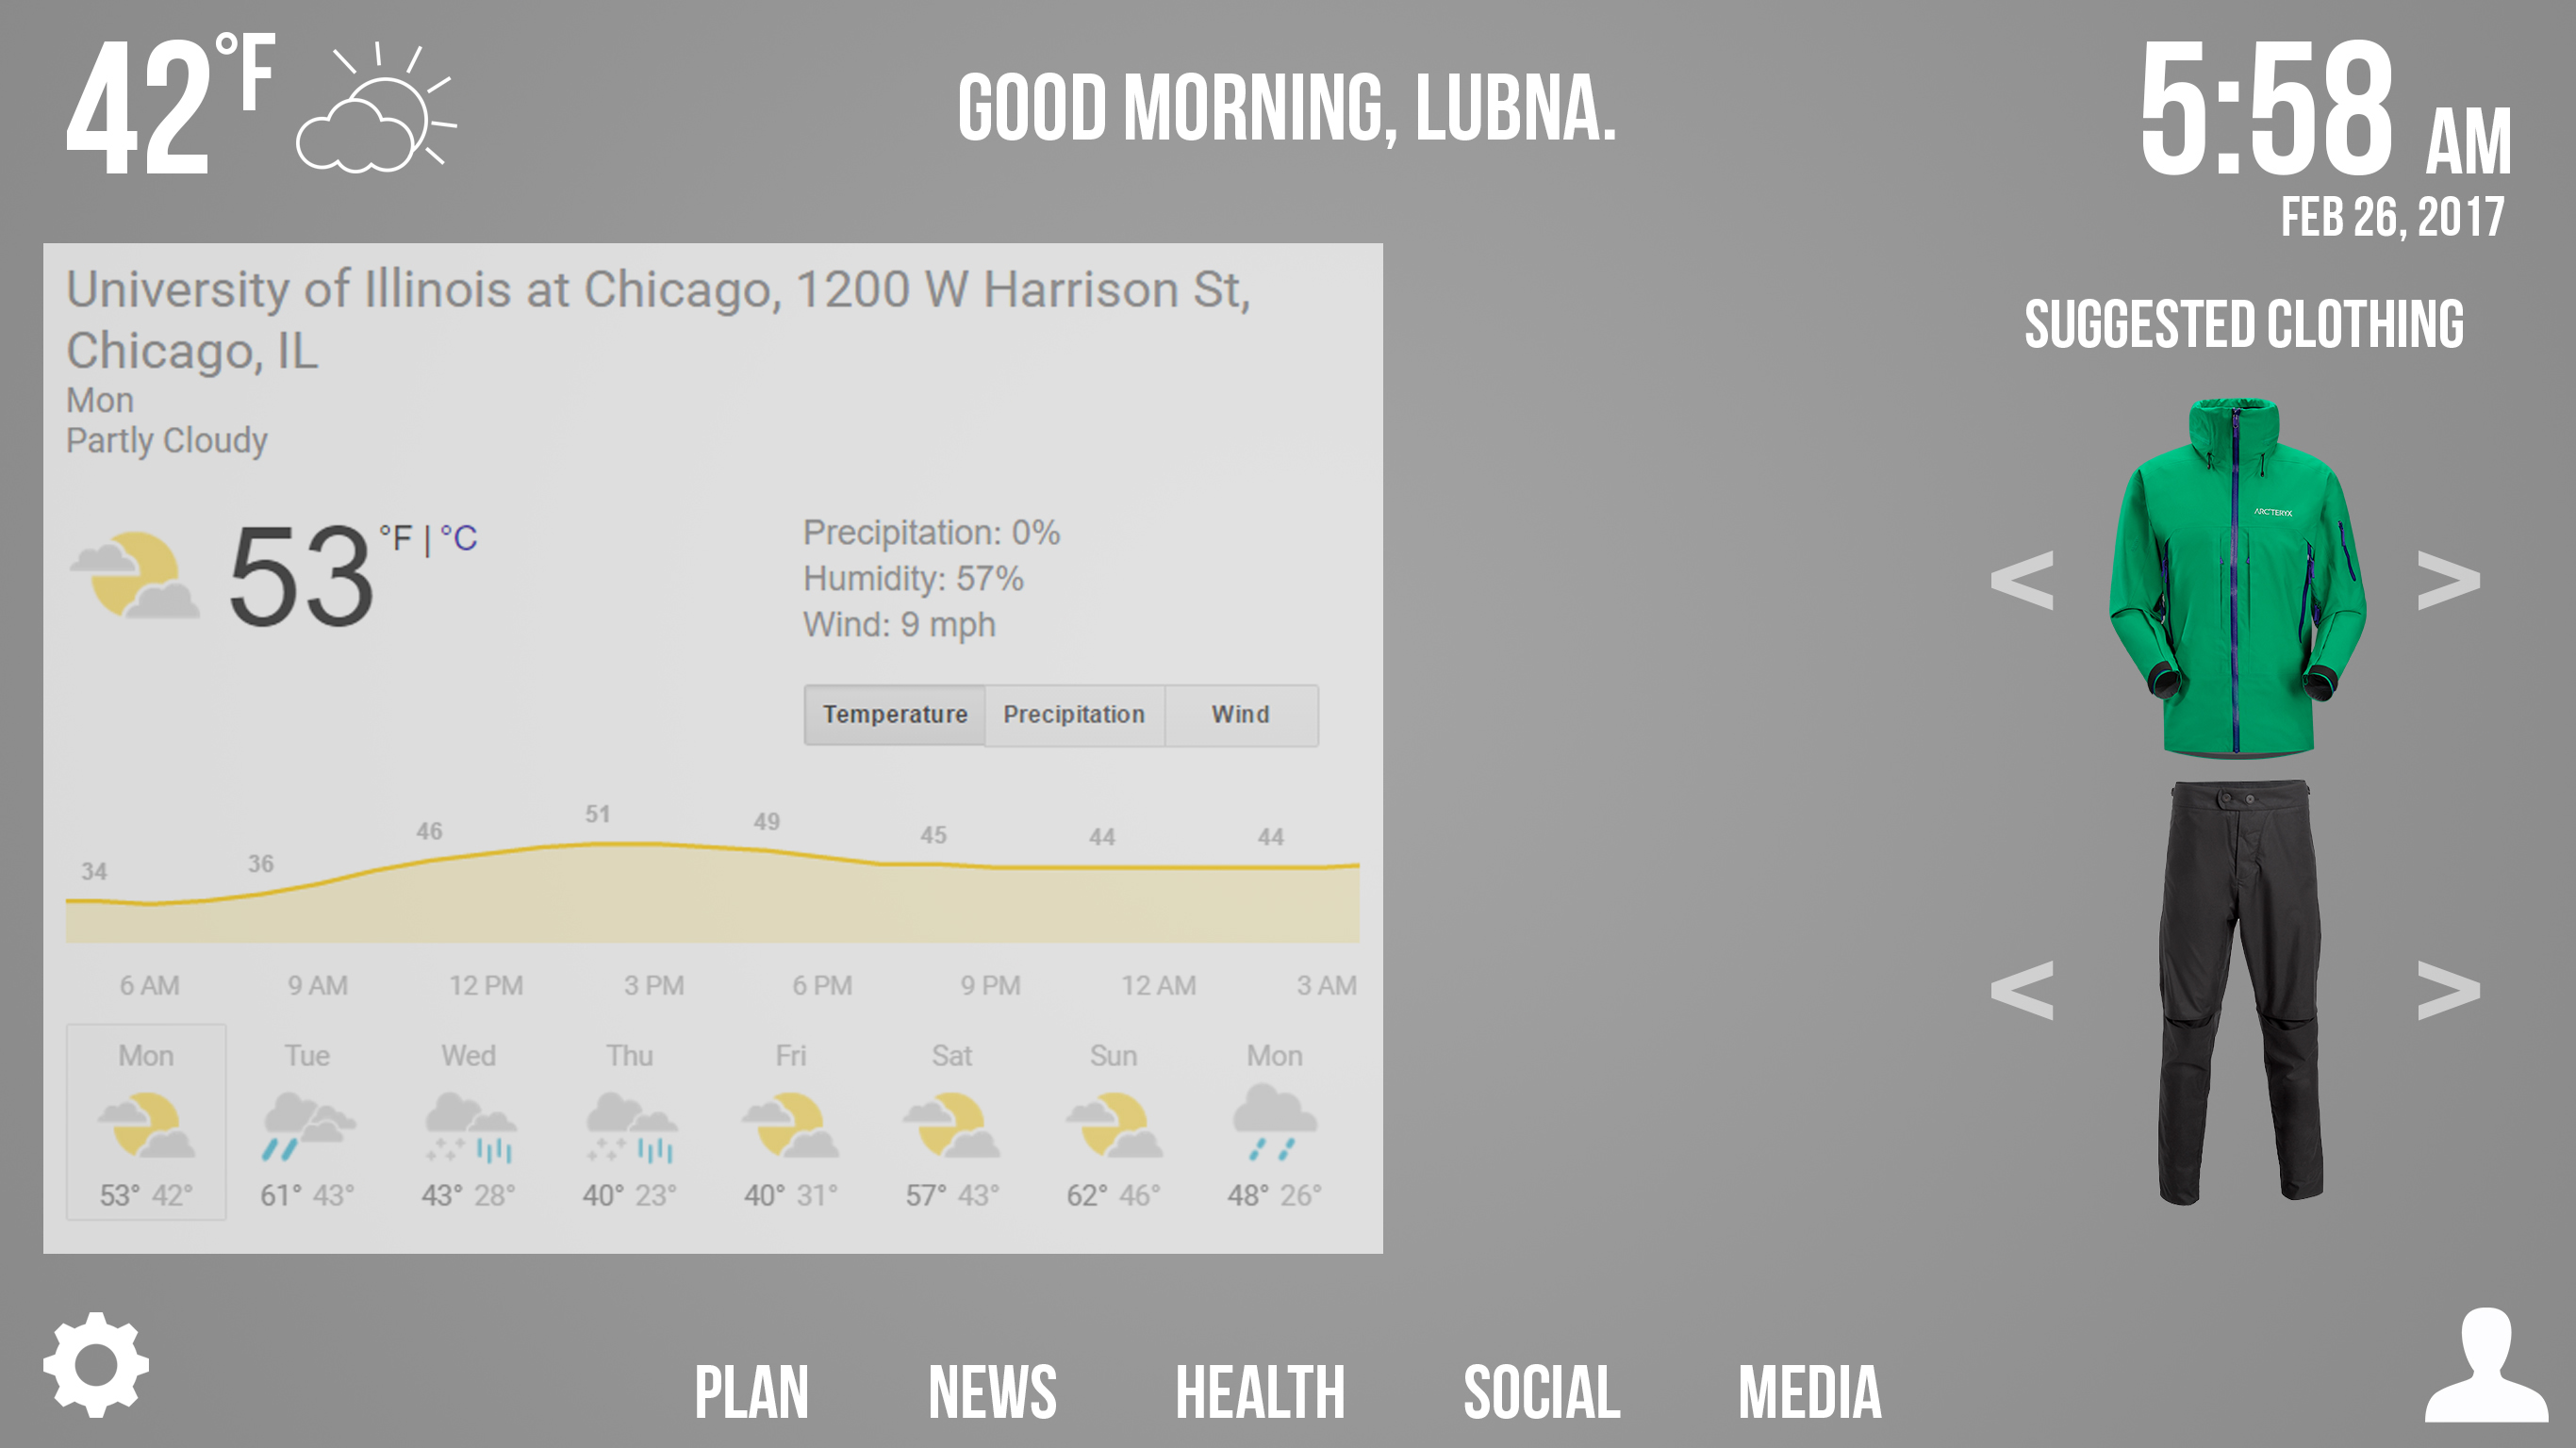 42°F
GOOD MORNING, LUBNA.
5:58 AM
FEB 26, 2017
University of Illinois at Chicago, 1200 W Harrison St,
Chicago, IL
Mon
Partly Cloudy
53 °F | °C
Precipitation: 0%
Humidity: 57%
Wind: 9 mph
Temperature Precipitation Wind
34 36 46 51 49 45 44 44
6 AM 9 AM 12 PM 3 PM 6 PM 9 PM 12 AM 3 AM
Mon Tue Wed Thu Fri Sat Sun Mon
53° 42° 61° 43° 43° 28° 40° 23° 40° 31° 57° 43° 62° 46° 48° 26°
SUGGESTED CLOTHING
ARC'TERYX
< >
< >
PLAN NEWS HEALTH SOCIAL MEDIA